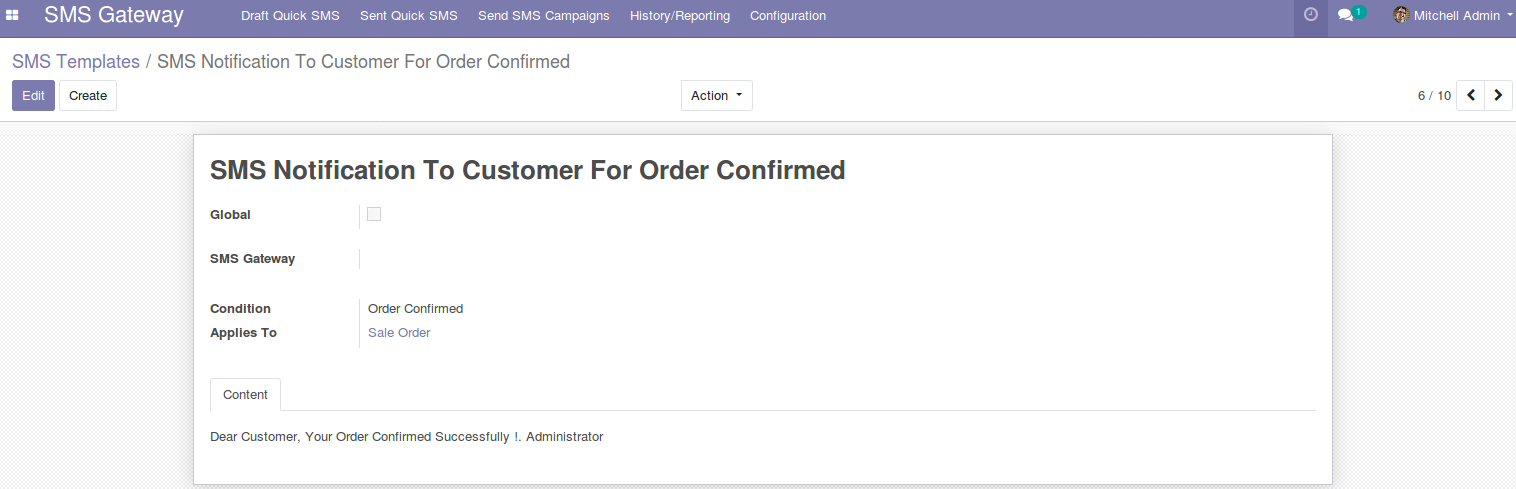 SMS Gateway Draft Quick SMS Sent Quick SMS Send SMS Campaigns History/Reporting Configuration 1 Mitchell Admin
SMS Templates / SMS Notification To Customer For Order Confirmed
Edit Create Action 6 / 10
SMS Notification To Customer For Order Confirmed
Global
SMS Gateway
Condition Order Confirmed
Applies To Sale Order
Content
Dear Customer, Your Order Confirmed Successfully !. Administrator